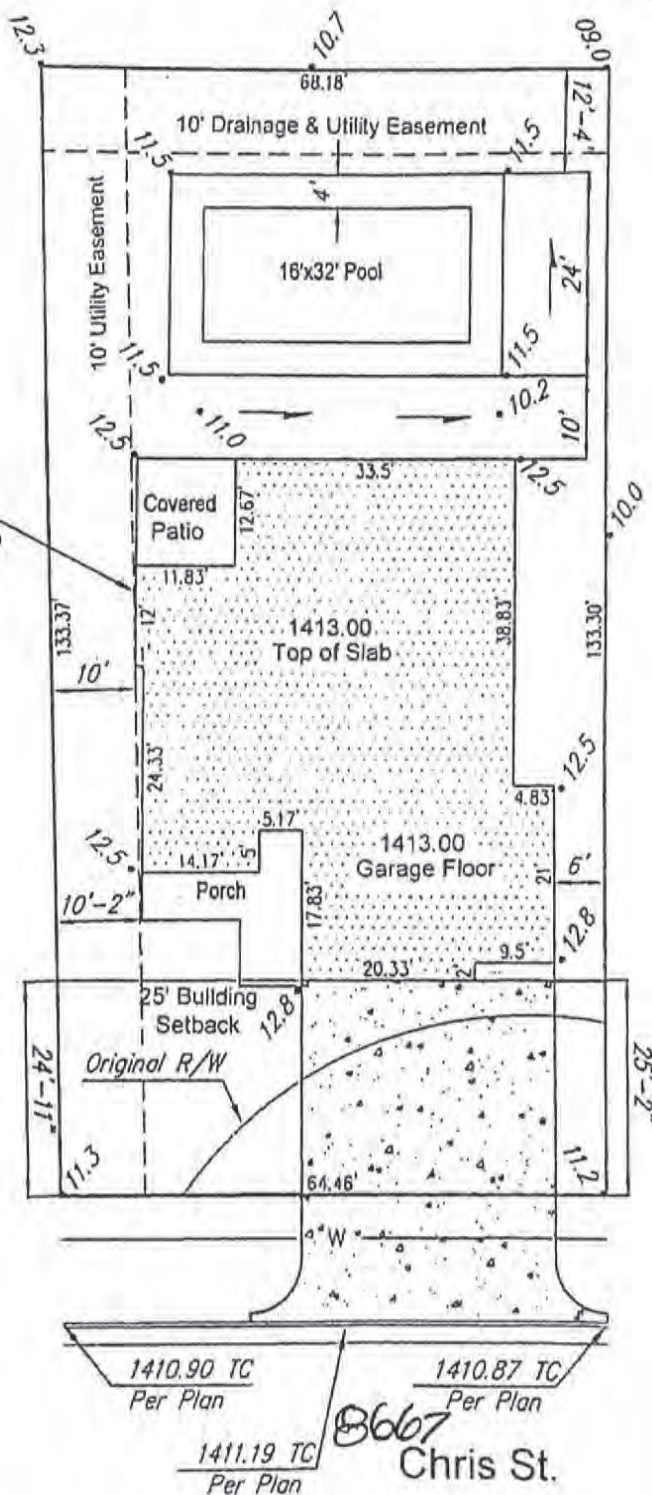 12.3
10.7
09.0
68.18'
12'-4"
10' Drainage & Utility Easement
11.5
11.5
10' Utility Easement
4'
16'x32' Pool
24'
11.5
11.5
11.0
10.2
10'
12.5
33.5'
12.5
10.0
Covered
Patio
12.67'
11.83'
133.37'
12'
1413.00
Top of Slab
38.83'
133.30'
10'
24.33'
12.5
4.83'
5.17'
1413.00
Garage Floor
12.5
14.17'
5'
21'
6'
Porch
10'-2"
17.83'
12.8
9.5'
2'
20.33'
25' Building
Setback
12.8
24'-11"
Original R/W
25'-2"
11.3
64.46'
11.2
W
1410.90 TC
Per Plan
1410.87 TC
Per Plan
8667
1411.19 TC
Per Plan
Chris St.